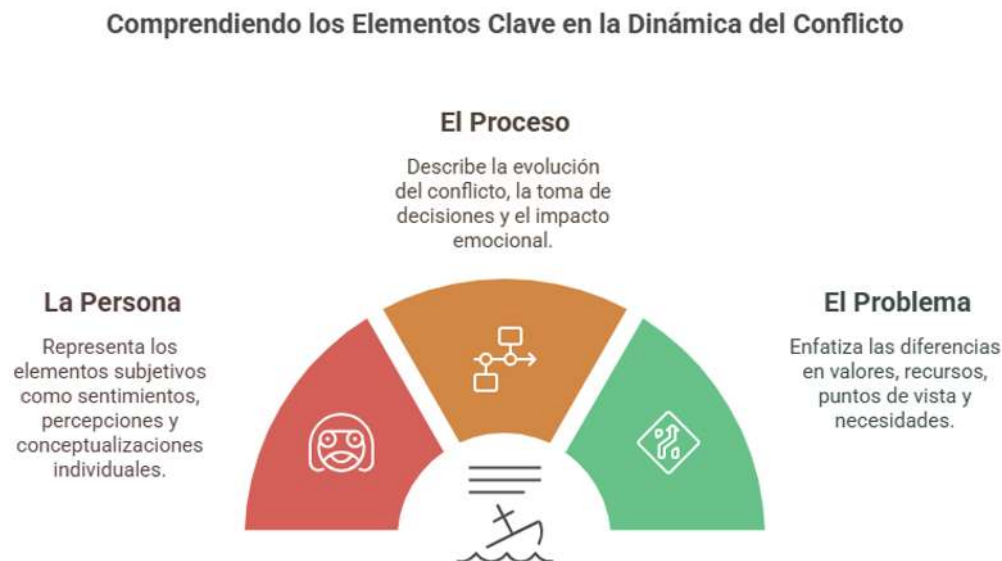 Comprendiendo los Elementos Clave en la Dinámica del Conflicto
El Proceso
Describe la evolución
del conflicto, la toma de
decisiones y el impacto
emocional.
La Persona
Representa los
elementos subjetivos
como sentimientos,
percepciones y
conceptualizaciones
individuales.
El Problema
Enfatiza las diferencias
en valores, recursos,
puntos de vista y
necesidades.